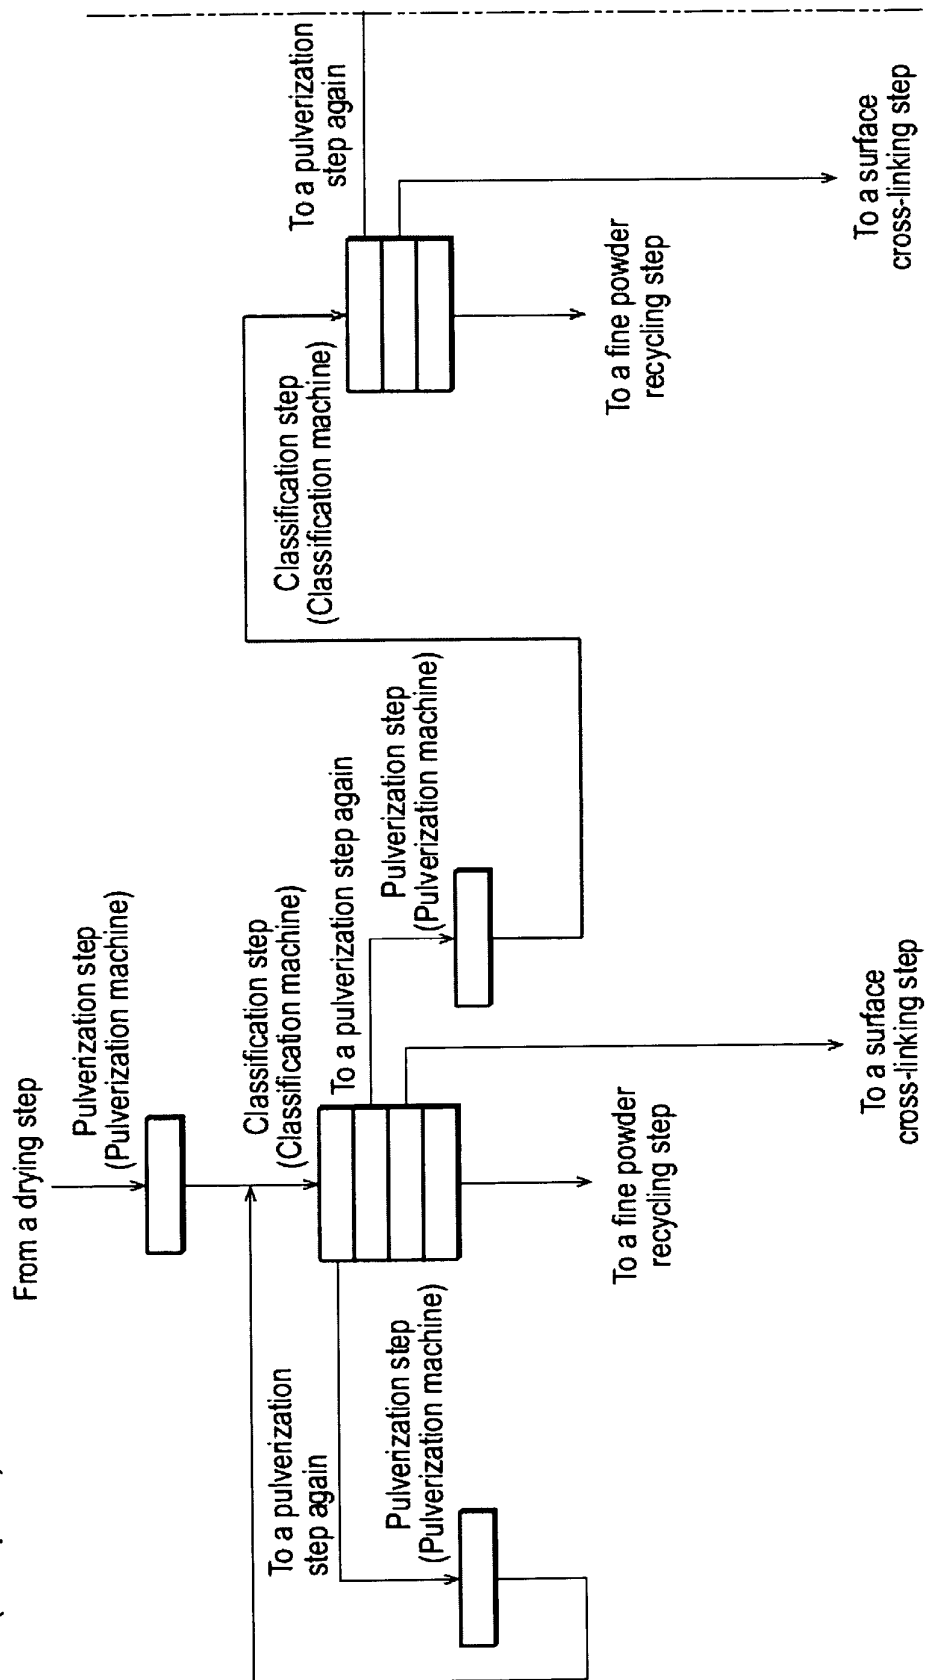 From a drying step
Pulverization step
(Pulverization machine)
Classification step
(Classification machine)
To a pulverization
step again
Pulverization step
(Pulverization machine)
To a pulverization step again
Pulverization step
(Pulverization machine)
To a fine powder
recycling step
To a surface
cross-linking step
Classification step
(Classification machine)
To a pulverization
step again
To a fine powder
recycling step
To a surface
cross-linking step